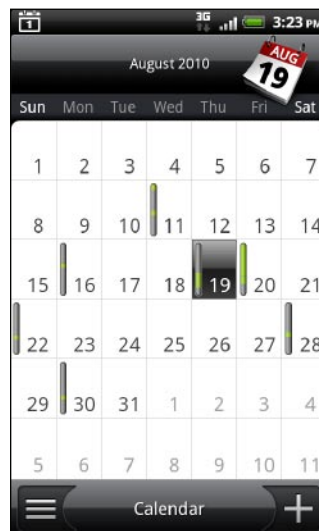 1 3G 3:23 PM
August 2010 AUG 19
Sun Mon Tue Wed Thu Fri Sat
1 2 3 4 5 6 7
8 9 10 11 12 13 14
15 16 17 18 19 20 21
22 23 24 25 26 27 28
29 30 31 1 2 3 4
5 6 7 8 9 10 11
Calendar